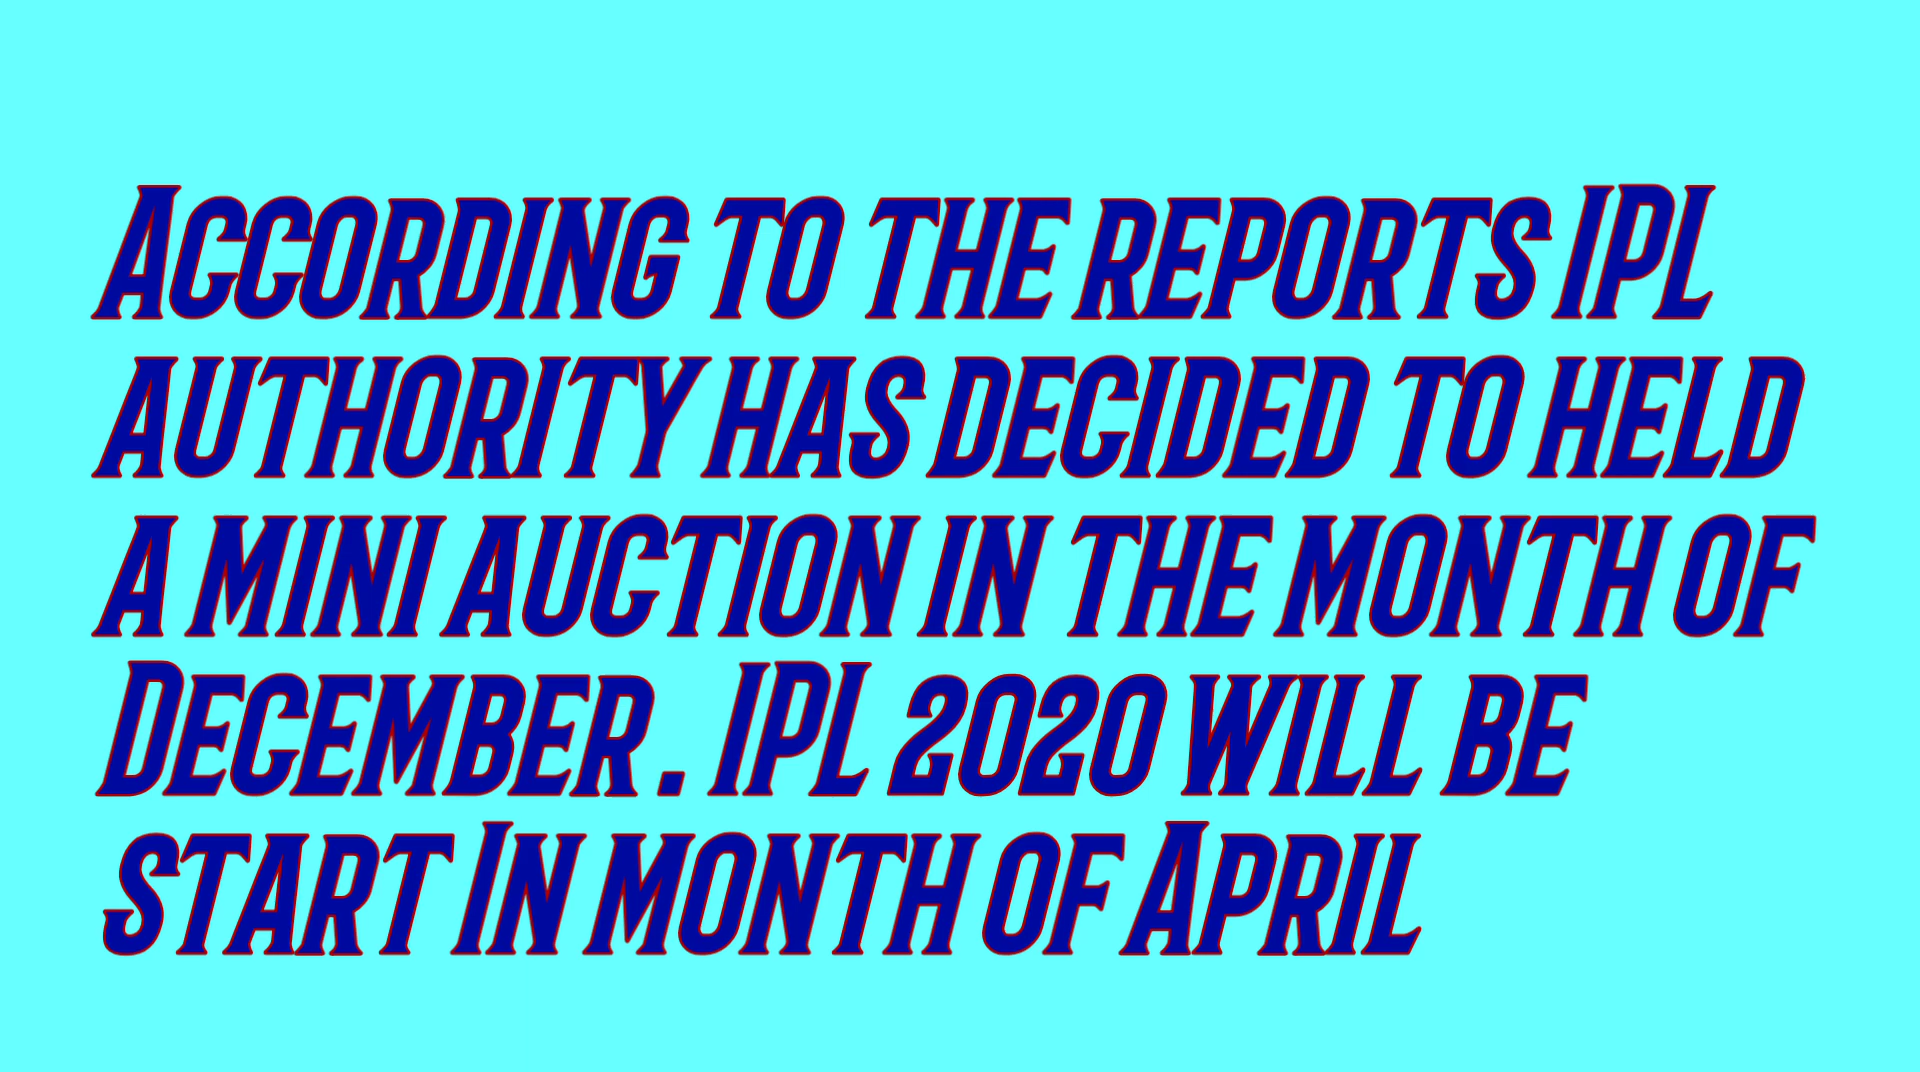 According to the reports IPL
authority has decided to held
a mini auction in the month of
December. IPL 2020 will be
start In month of April